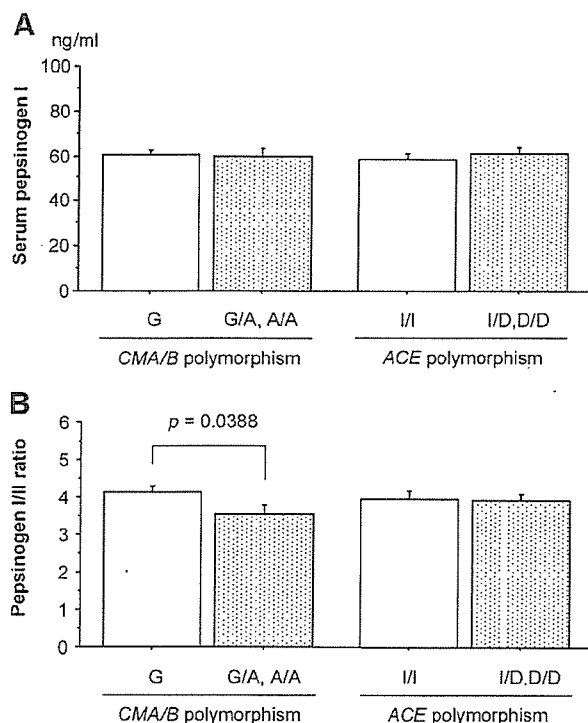 A
ng/ml
Serum pepsinogen I
100
80
60
40
20
0
G G/A, A/A I/I I/D,D/D
CMA/B polymorphism ACE polymorphism
B
Pepsinogen I/II ratio
6
p = 0.0388
5
4
3
2
1
0
G G/A, A/A I/I I/D,D/D
CMA/B polymorphism ACE polymorphism